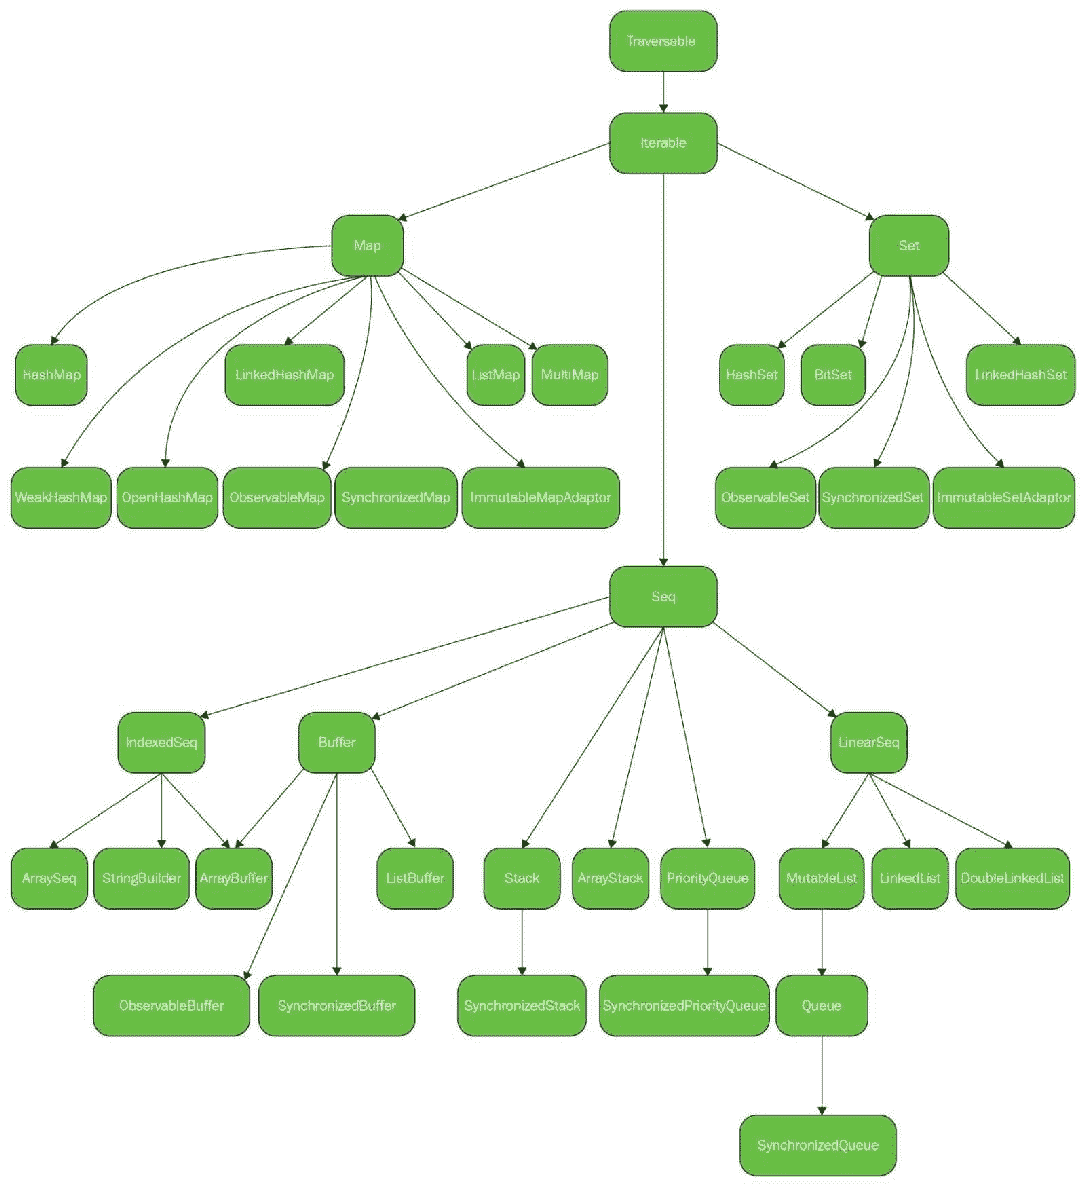 Traversable
Iterable
Map
Set
HashMap
LinkedHashMap
ListMap
MultiMap
HashSet
BitSet
LinkedHashSet
WeakHashMap
OpenHashMap
ObservableMap
SynchronizedMap
ImmutableMapAdaptor
ObservableSet
SynchronizedSet
ImmutableSetAdaptor
Seq
IndexedSeq
Buffer
LinearSeq
ArraySeq
StringBuilder
ArrayBuffer
ListBuffer
Stack
ArrayStack
PriorityQueue
MutableList
LinkedList
DoubleLinkedList
ObservableBuffer
SynchronizedBuffer
SynchronizedStack
SynchronizedPriorityQueue
Queue
SynchronizedQueue